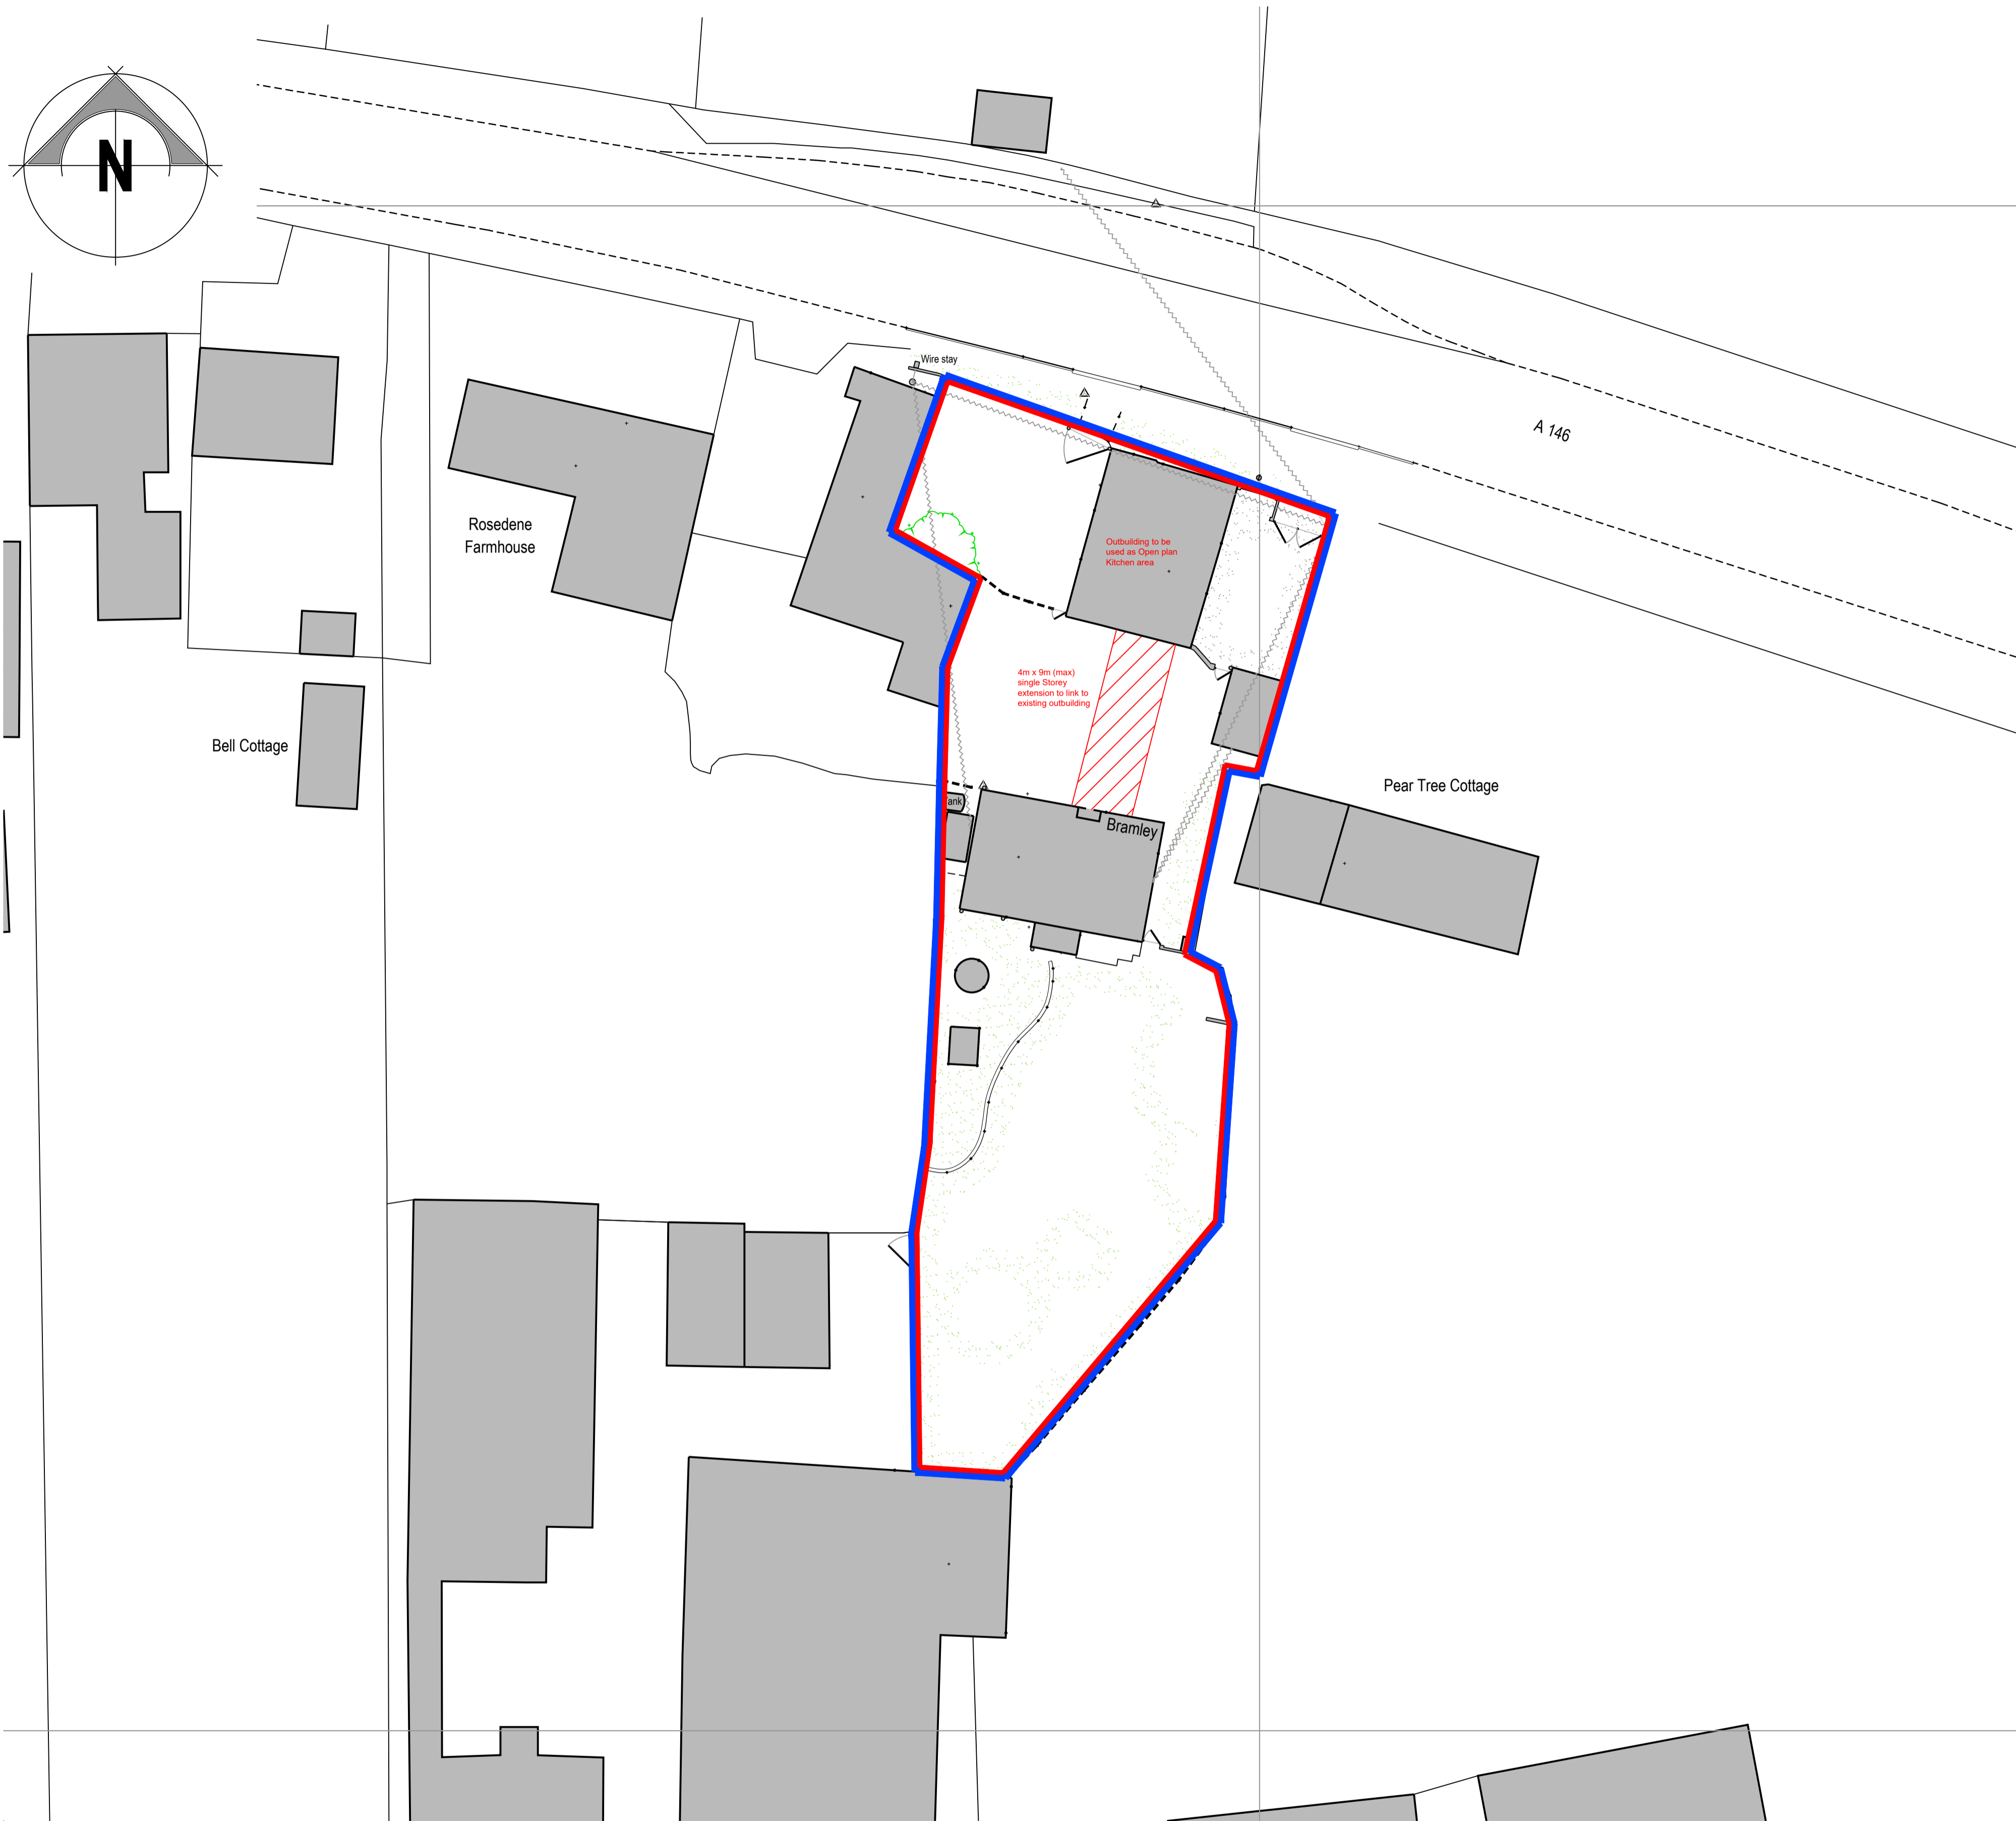 N
Wire stay
A 146
Rosedene
Farmhouse
Outbuilding to be
used as Open plan
Kitchen area
4m x 9m (max)
single Storey
extension to link to
existing outbuilding
Bell Cottage
Pear Tree Cottage
ank
Bramley